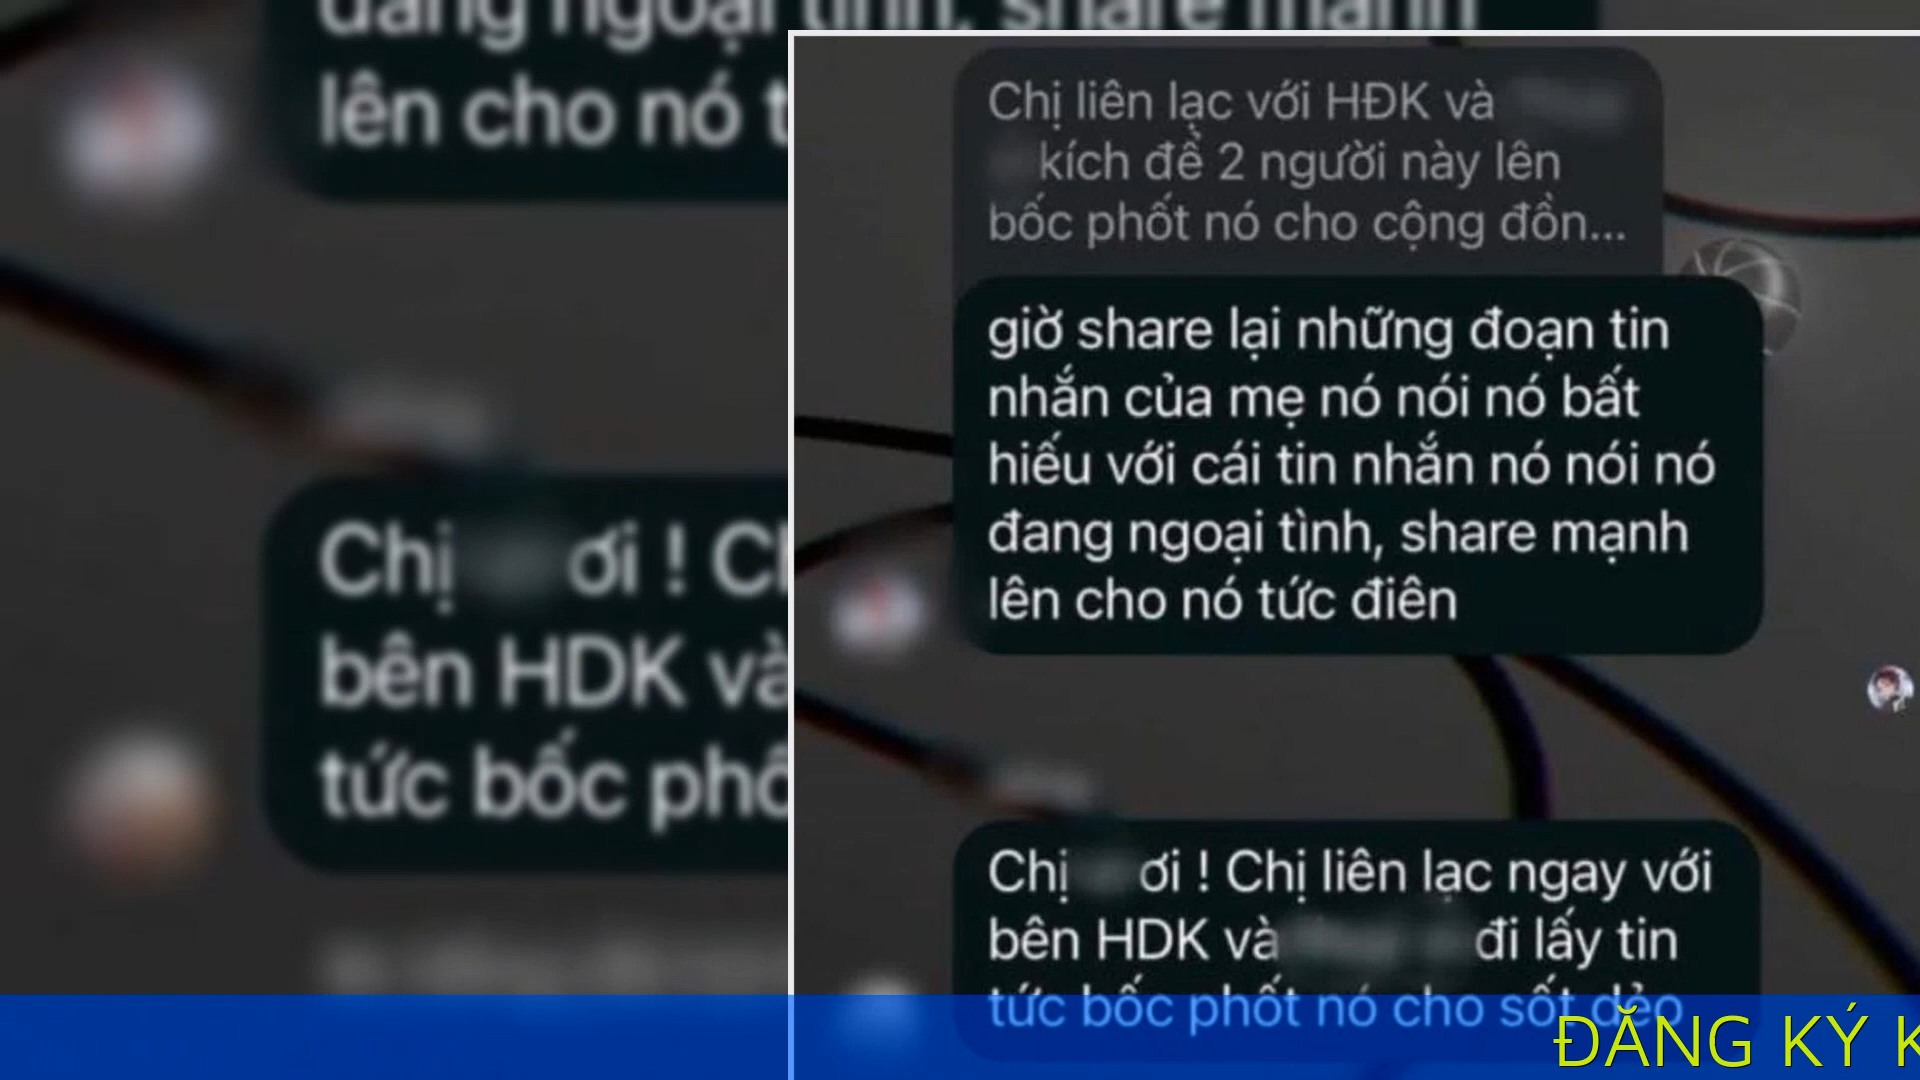 đang ngoại tình, share mạnh
lên cho nó
Chị ơi !
bên HDK và
tức bốc
Chị liên lạc với HĐK và
kích đề 2 người này lên
bốc phốt nó cho cộng đồn...
giờ share lại những đoạn tin
nhắn của mẹ nó nói nó bất
hiếu với cái tin nhắn nó nói nó
đang ngoại tình, share mạnh
lên cho nó tức điên
Chị ơi ! Chị liên lạc ngay với
bên HDK và đi lấy tin
tức bốc phốt nó cho sốt dẻo
ĐĂNG KÝ K